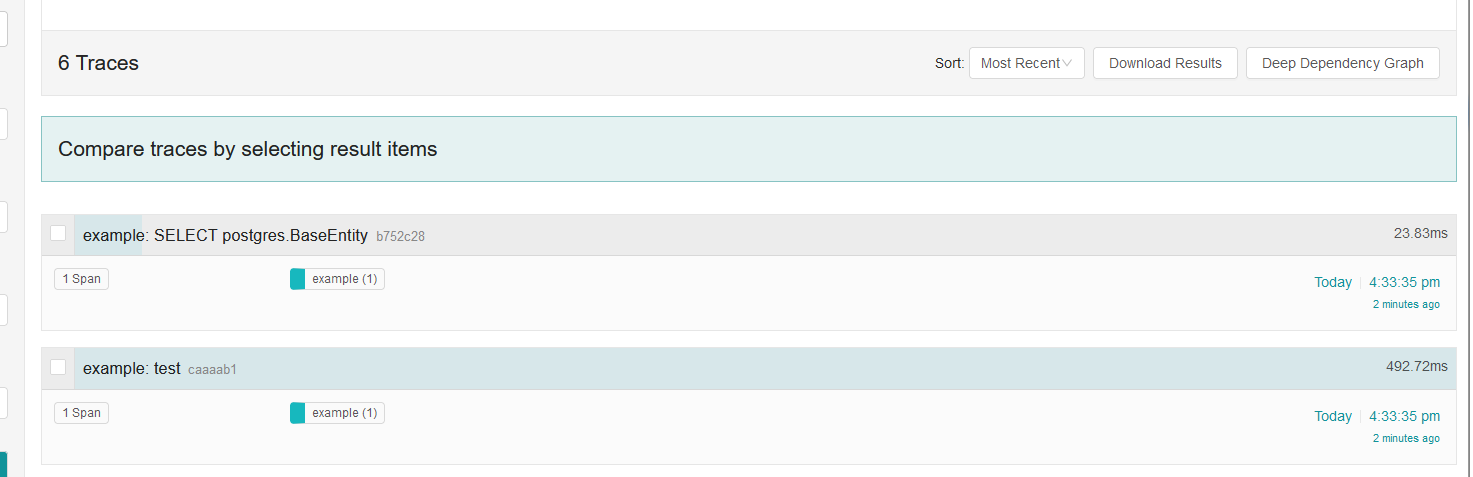 6 Traces
Sort: Most Recent Download Results Deep Dependency Graph
Compare traces by selecting result items
example: SELECT postgres.BaseEntity b752c28 23.83ms
1 Span example (1) Today 4:33:35 pm
2 minutes ago
example: test caaaab1 492.72ms
1 Span example (1) Today 4:33:35 pm
2 minutes ago